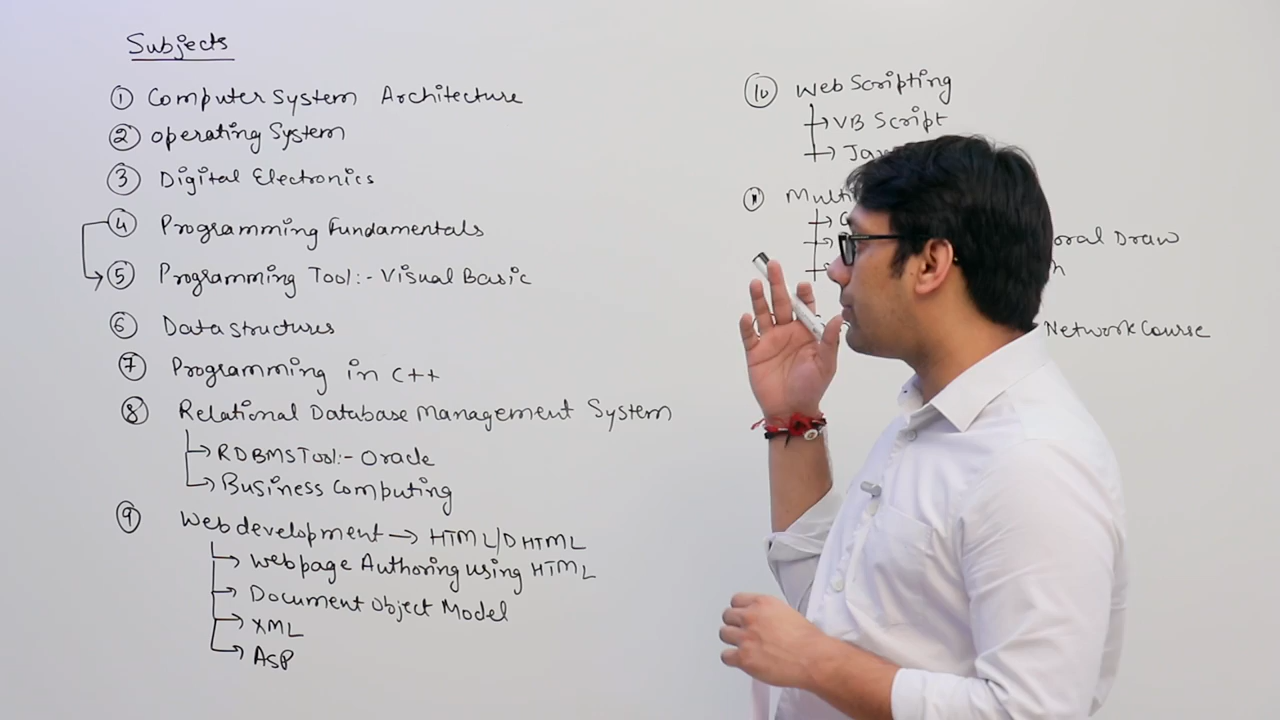 Subjects
① Computer System Architecture
② operating System
③ Digital Electronics
④ Programming Fundamentals
⑤ Programming Tool:- Visual Basic
⑥ Data structures
⑦ Programming in C++
⑧ Relational Database Management System
RDBMS Tool:- Oracle
Business Computing
⑨ Web development → HTML/DHTML
Webpage Authoring using HTML
Document Object Model
XML
ASP
⑩ Web Scripting
VB Script
⑪
Draw
Network Course